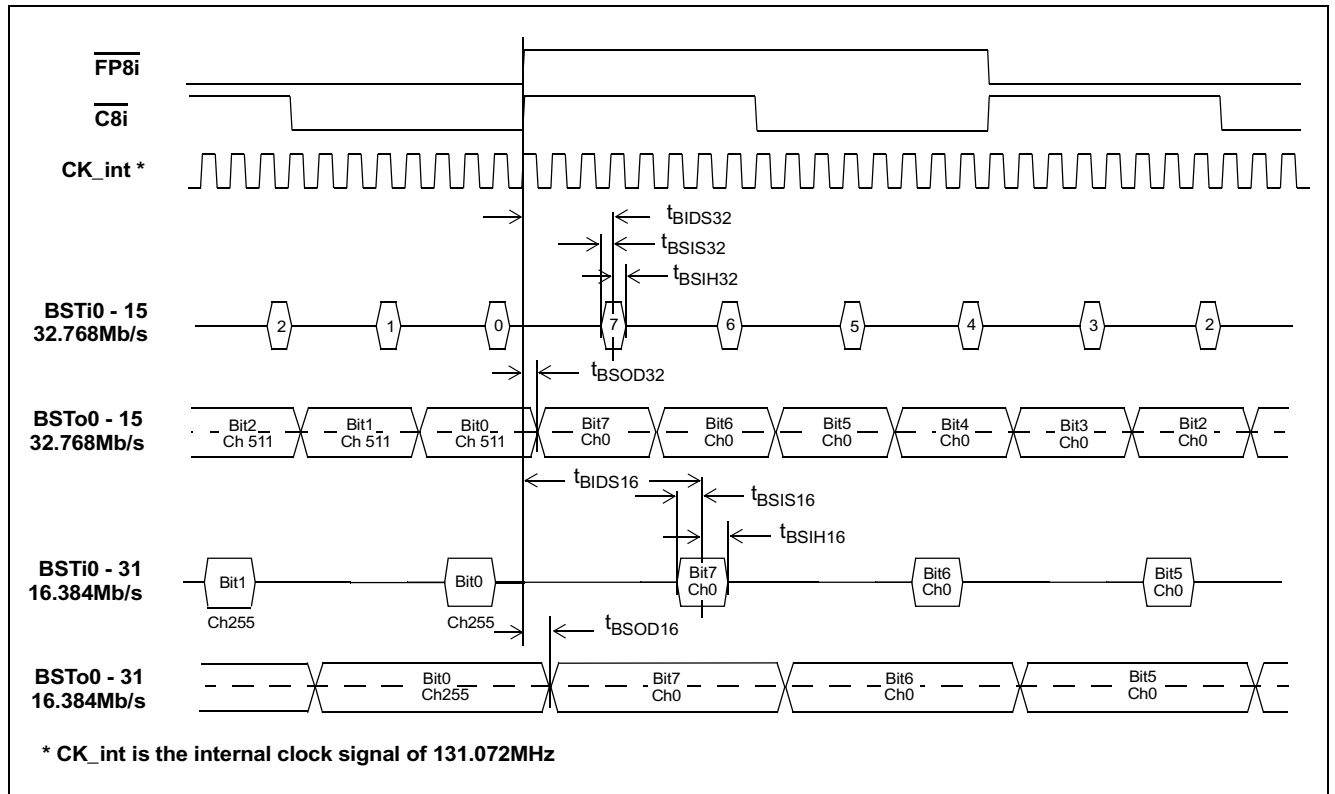 FP8i
C8i
CK_int *
tBIDS32
tBSIS32
tBSIH32
BSTi0 - 15
32.768Mb/s
2 1 0 7 6 5 4 3 2
tBSOD32
BSTo0 - 15
32.768Mb/s
Bit2 Bit1 Bit0 Bit7 Bit6 Bit5 Bit4 Bit3 Bit2
Ch 511 Ch 511 Ch 511 Ch0 Ch0 Ch0 Ch0 Ch0 Ch0
tBIDS16
tBSIS16
tBSIH16
BSTi0 - 31
16.384Mb/s
Bit1 Bit0 Bit7 Bit6 Bit5
Ch0 Ch0 Ch0
Ch255 Ch255
tBSOD16
BSTo0 - 31
16.384Mb/s
Bit0 Bit7 Bit6 Bit5
Ch255 Ch0 Ch0 Ch0
* CK_int is the internal clock signal of 131.072MHz